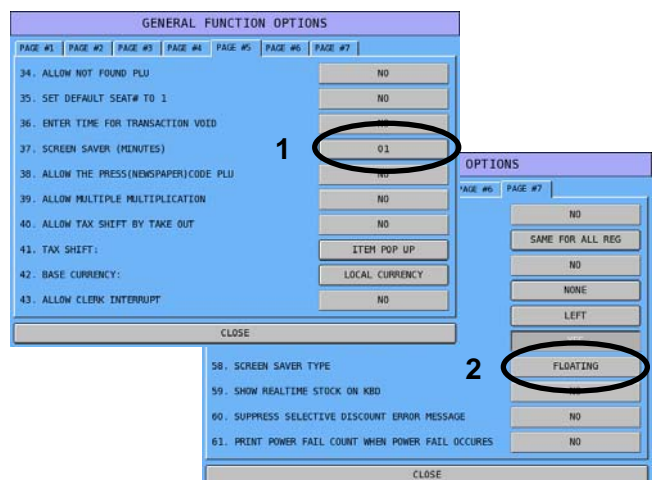 GENERAL FUNCTION OPTIONS
PAGE #1 PAGE #2 PAGE #3 PAGE #4 PAGE #5 PAGE #6 PAGE #7
34. ALLOW NOT FOUND PLU NO
35. SET DEFAULT SEAT# TO 1 NO
36. ENTER TIME FOR TRANSACTION VOID NO
37. SCREEN SAVER (MINUTES) 1 01
38. ALLOW THE PRESS(NEWSPAPER)CODE PLU NO
39. ALLOW MULTIPLE MULTIPLICATION NO
40. ALLOW TAX SHIFT BY TAKE OUT NO
41. TAX SHIFT: ITEM POP UP
42. BASE CURRENCY: LOCAL CURRENCY
43. ALLOW CLERK INTERRUPT NO
CLOSE
OPTIONS
PAGE #6 PAGE #7
NO
SAME FOR ALL REG
NO
NONE
LEFT
58. SCREEN SAVER TYPE 2 FLOATING
59. SHOW REALTIME STOCK ON KBD NO
60. SUPPRESS SELECTIVE DISCOUNT ERROR MESSAGE NO
61. PRINT POWER FAIL COUNT WHEN POWER FAIL OCCURES NO
CLOSE